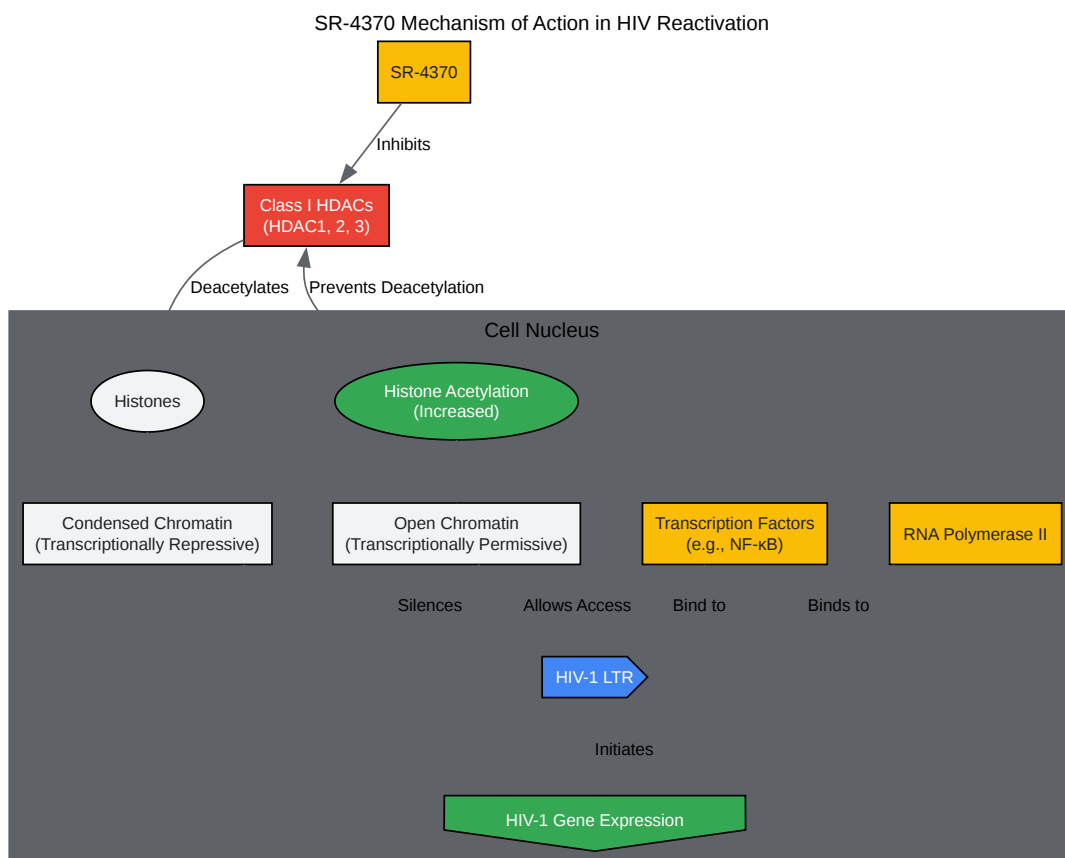 SR-4370 Mechanism of Action in HIV Reactivation
SR-4370
Inhibits
Class I HDACs
(HDAC1, 2, 3)
Deacetylates
Prevents Deacetylation
Cell Nucleus
Histones
Histone Acetylation
(Increased)
Condensed Chromatin
(Transcriptionally Repressive)
Open Chromatin
(Transcriptionally Permissive)
Transcription Factors
(e.g., NF-κB)
RNA Polymerase II
Silences
Allows Access
Bind to
Binds to
HIV-1 LTR
Initiates
HIV-1 Gene Expression